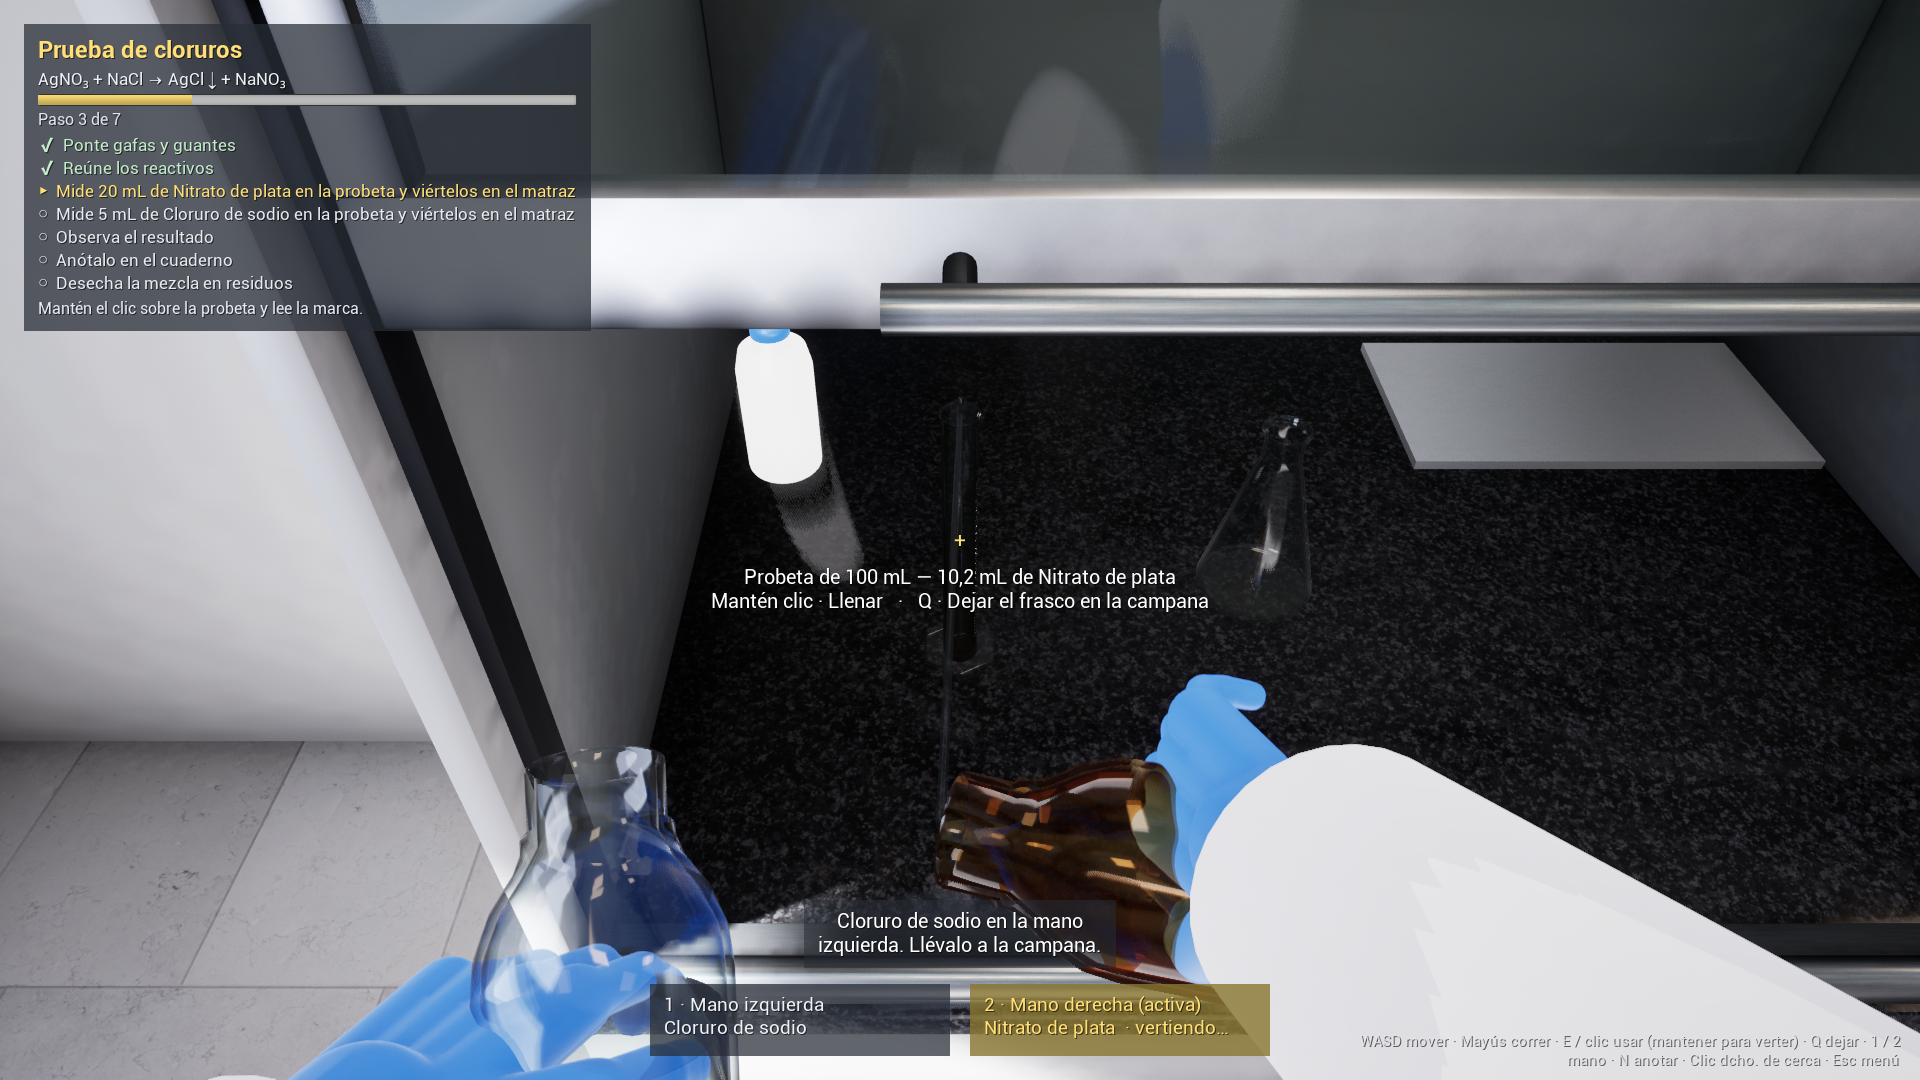 Prueba de cloruros
AgNO₃ + NaCl → AgCl ↓ + NaNO₃
Paso 3 de 7
✓ Ponte gafas y guantes
✓ Reúne los reactivos
▸ Mide 20 mL de Nitrato de plata en la probeta y viértelos en el matraz
○ Mide 5 mL de Cloruro de sodio en la probeta y viértelos en el matraz
○ Observa el resultado
○ Anótalo en el cuaderno
○ Desecha la mezcla en residuos
Mantén el clic sobre la probeta y lee la marca.
Probeta de 100 mL — 10,2 mL de Nitrato de plata
Mantén clic · Llenar · Q · Dejar el frasco en la campana
Cloruro de sodio en la mano
izquierda. Llévalo a la campana.
1 · Mano izquierda
Cloruro de sodio
2 · Mano derecha (activa)
Nitrato de plata · vertiendo...
WASD mover · Mayús correr · E / clic usar (mantener para verter) · Q dejar · 1 / 2
mano · N anotar · Clic dcho. de cerca · Esc menú